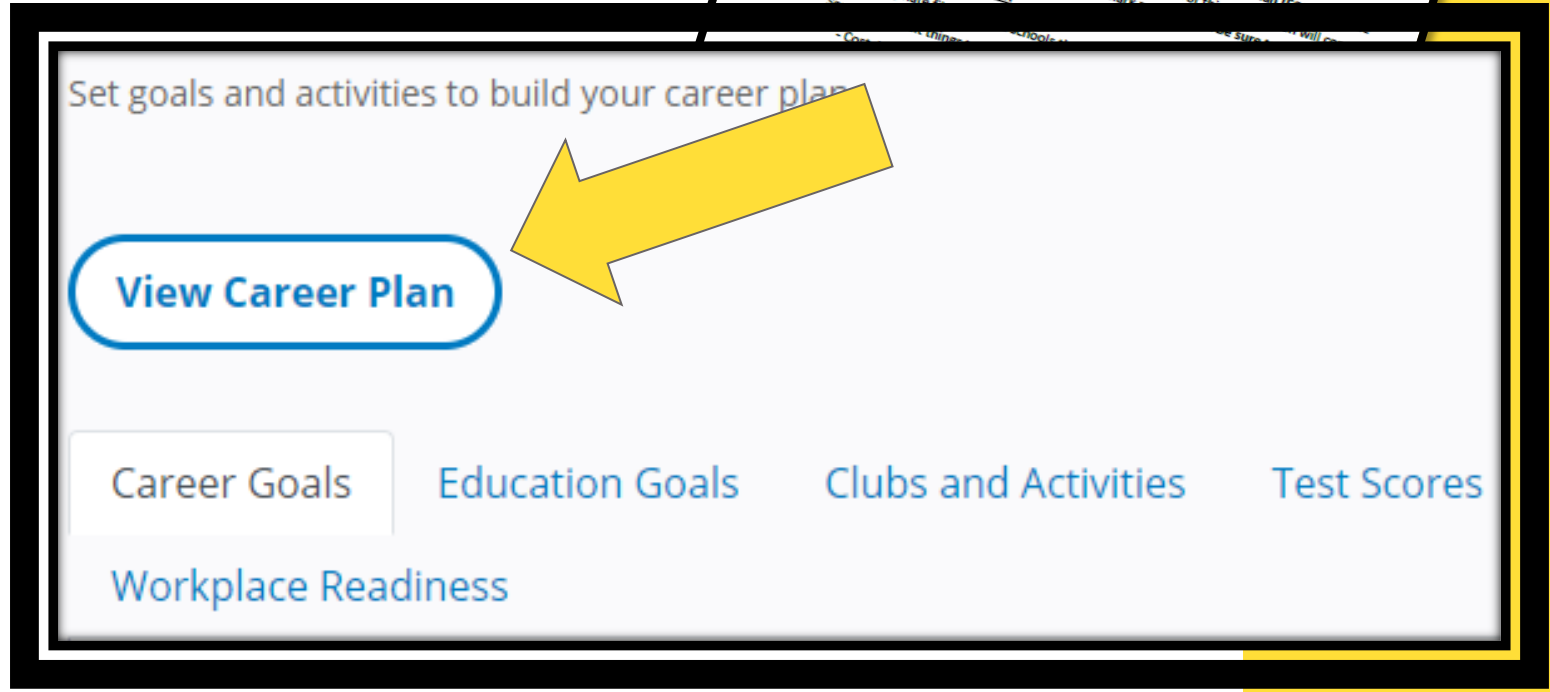 Set goals and activities to build your career plan
View Career Plan
Career Goals Education Goals Clubs and Activities Test Scores
Workplace Readiness